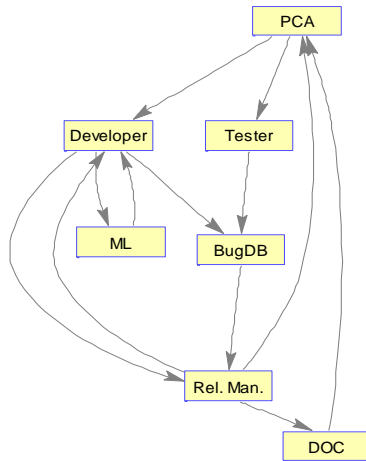 PCA
Developer
Tester
ML
BugDB
Rel. Man.
DOC